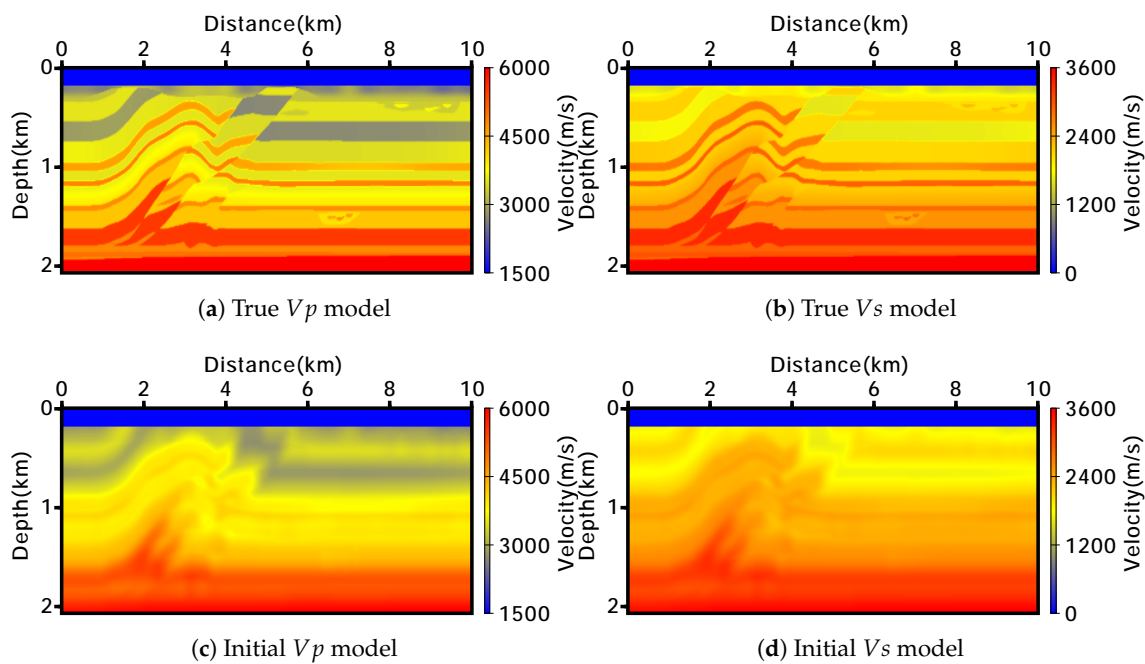 Distance(km)
0 2 4 6 8 10
0
1
2
Depth(km)
6000
4500
3000
1500
Velocity(m/s)
(a) True Vp model
Distance(km)
0 2 4 6 8 10
0
1
2
Depth(km)
3600
2400
1200
0
Velocity(m/s)
(b) True Vs model
Distance(km)
0 2 4 6 8 10
0
1
2
Depth(km)
6000
4500
3000
1500
Velocity(m/s)
(c) Initial Vp model
Distance(km)
0 2 4 6 8 10
0
1
2
Depth(km)
3600
2400
1200
0
Velocity(m/s)
(d) Initial Vs model